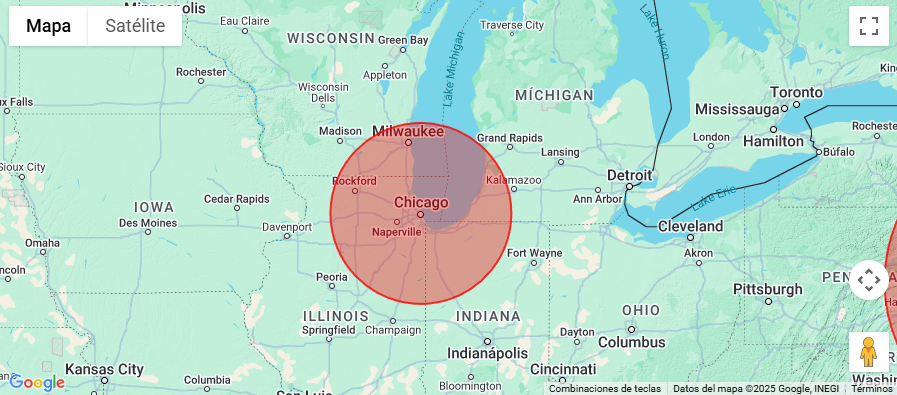 Mapa
Satélite
Minneapolis
Eau Claire
WISCONSIN
Green Bay
Appleton
Traverse City
Lake Huron
Lake Michigan
Rochester
Wisconsin
Dells
MÍCHIGAN
Toronto
Mississauga
Hamilton
Rochester
Sioux Falls
Madison
Milwaukee
Grand Rapids
Lansing
London
Búfalo
Sioux City
Rockford
Kalamazoo
Detroit
Ann Arbor
Lake Erie
IOWA
Cedar Rapids
Chicago
Des Moines
Davenport
Naperville
Cleveland
Omaha
Fort Wayne
Akron
Lincoln
Peoria
Pittsburgh
ILLINOIS
INDIANA
OHIO
Springfield
Champaign
Dayton
Columbus
Indianápolis
Kansas City
Columbia
Cincinnati
Bloomington
Google
Combinaciones de teclas
Datos del mapa ©2025 Google, INEGI
Términos